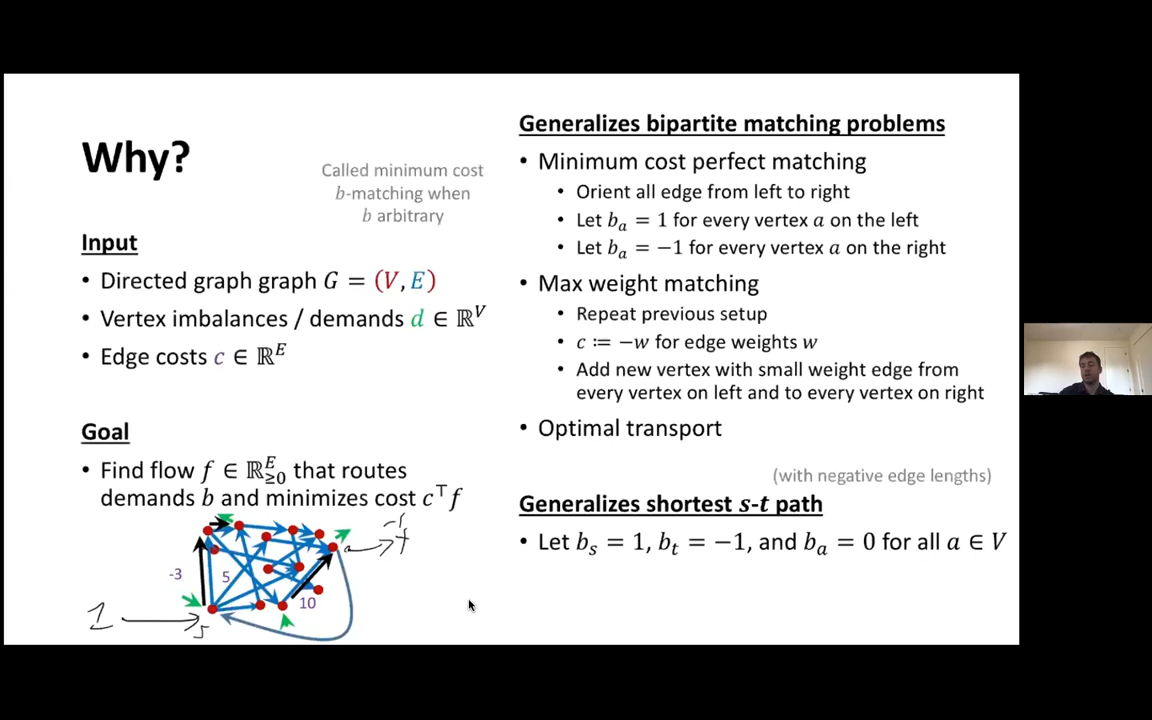 Why?
Called minimum cost
b-matching when
b arbitrary
Input
• Directed graph graph G = (V, E)
• Vertex imbalances / demands d ∈ ℝ^V
• Edge costs c ∈ ℝ^E
Goal
• Find flow f ∈ ℝ^E_≥0 that routes
demands b and minimizes cost c^⊤f
-3
5
10
1
s
-1
t
Generalizes bipartite matching problems
• Minimum cost perfect matching
• Orient all edge from left to right
• Let b_a = 1 for every vertex a on the left
• Let b_a = −1 for every vertex a on the right
• Max weight matching
• Repeat previous setup
• c := −w for edge weights w
• Add new vertex with small weight edge from
every vertex on left and to every vertex on right
• Optimal transport
(with negative edge lengths)
Generalizes shortest s-t path
• Let b_s = 1, b_t = −1, and b_a = 0 for all a ∈ V